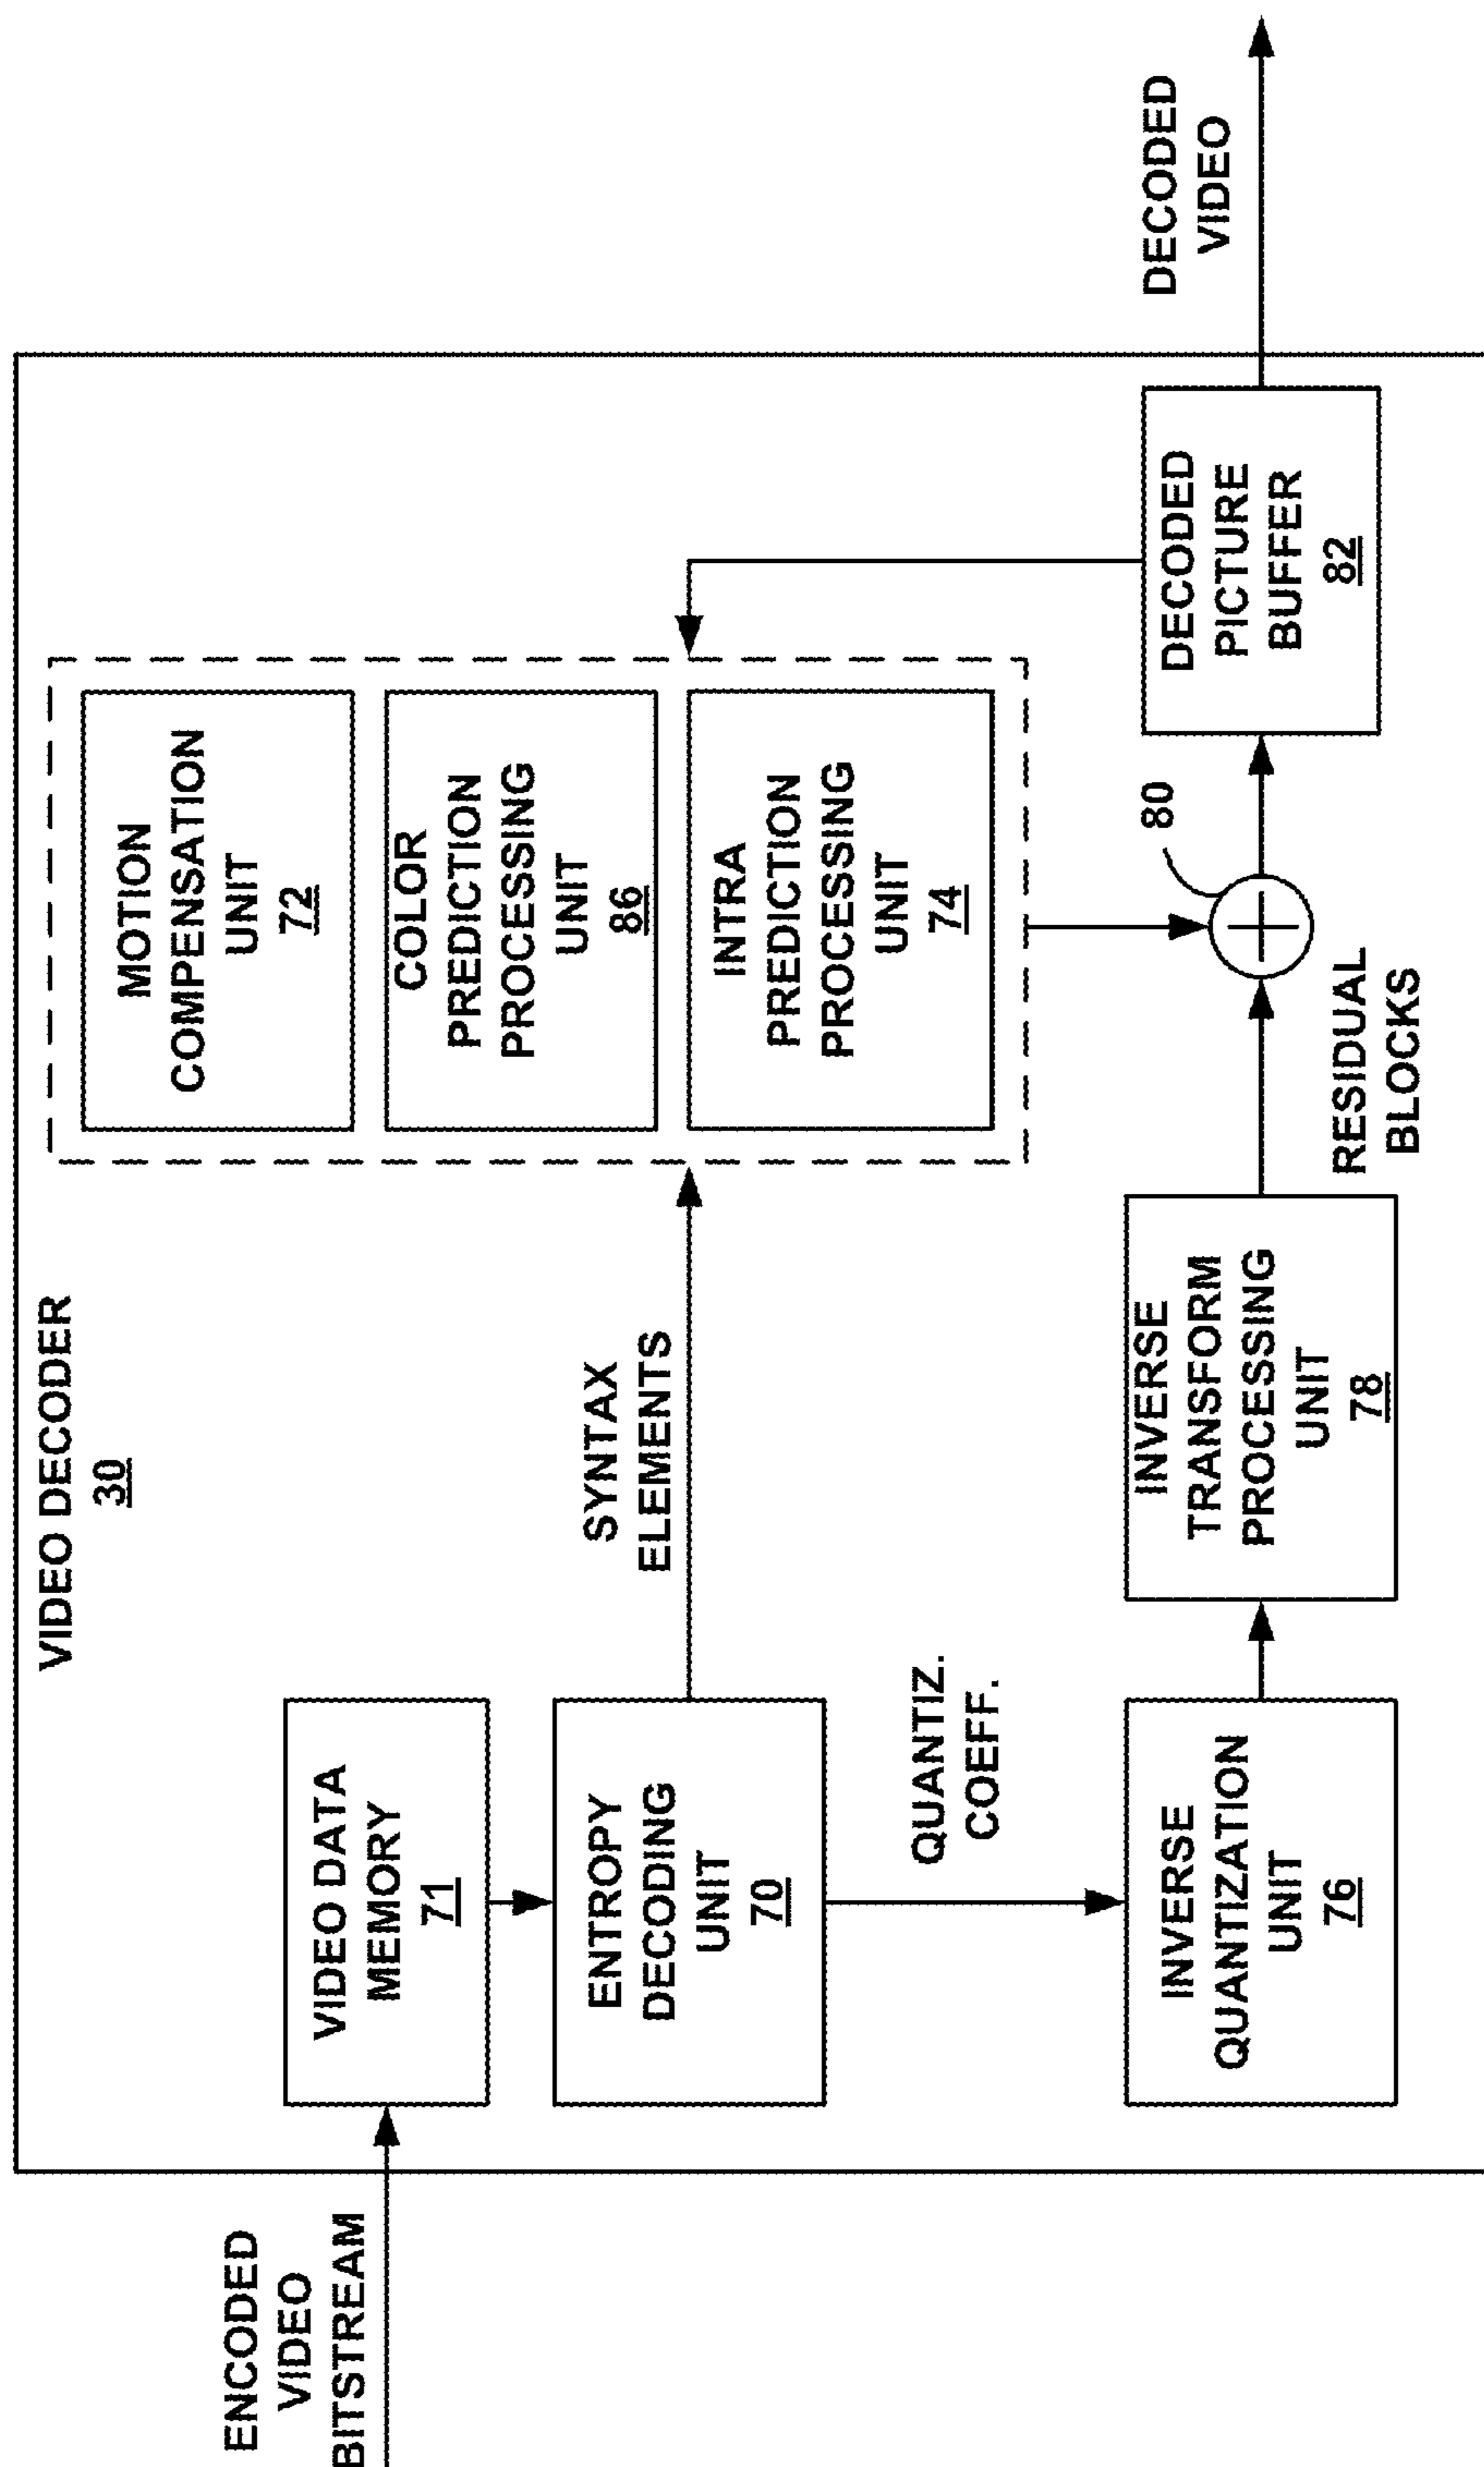 VIDEO DECODER
30
ENCODED
VIDEO
BITSTREAM
VIDEO DATA
MEMORY
71
ENTROPY
DECODING
UNIT
70
SYNTAX
ELEMENTS
MOTION
COMPENSATION
UNIT
72
COLOR
PREDICTION
PROCESSING
UNIT
86
INTRA
PREDICTION
PROCESSING
UNIT
74
QUANTIZ.
COEFF.
INVERSE
QUANTIZATION
UNIT
76
INVERSE
TRANSFORM
PROCESSING
UNIT
78
RESIDUAL
BLOCKS
80
DECODED
PICTURE
BUFFER
82
DECODED
VIDEO